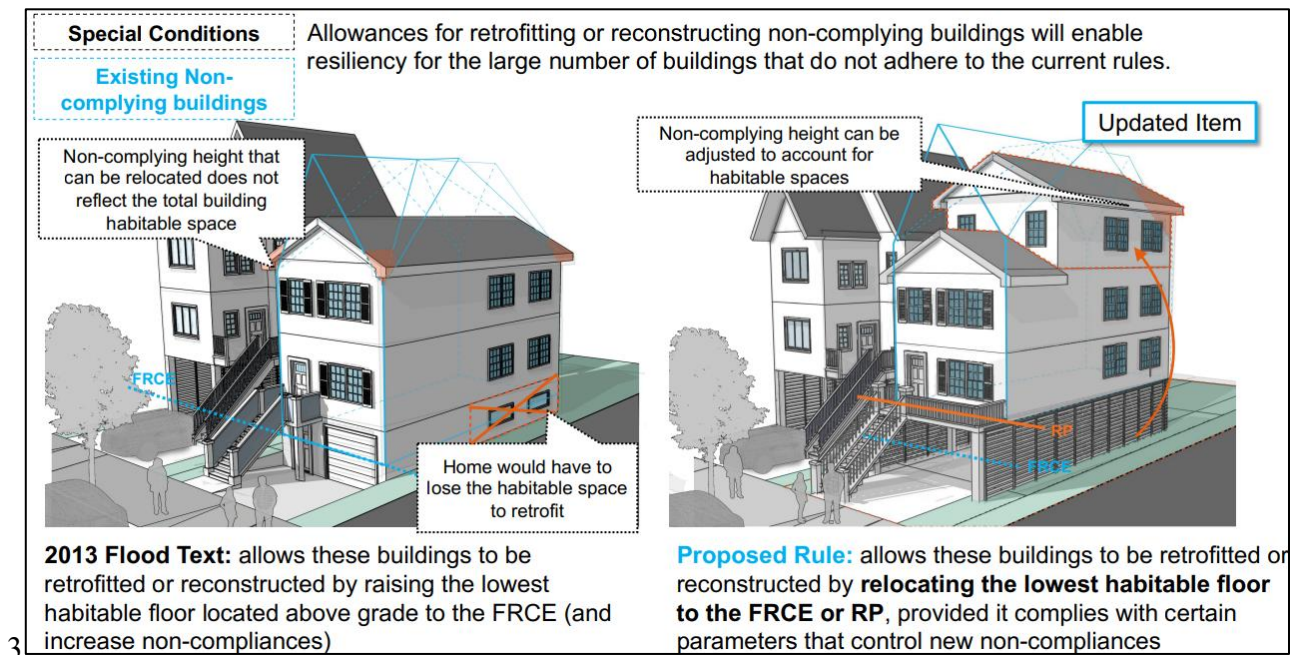 Special Conditions
Existing Non-
complying buildings
Allowances for retrofitting or reconstructing non-complying buildings will enable
resiliency for the large number of buildings that do not adhere to the current rules.
Non-complying height that
can be relocated does not
reflect the total building
habitable space
FRCE
Home would have to
lose the habitable space
to retrofit
Non-complying height can be
adjusted to account for
habitable spaces
Updated Item
RP
FRCE
2013 Flood Text: allows these buildings to be
retrofitted or reconstructed by raising the lowest
habitable floor located above grade to the FRCE (and
increase non-compliances)
Proposed Rule: allows these buildings to be retrofitted or
reconstructed by relocating the lowest habitable floor
to the FRCE or RP, provided it complies with certain
parameters that control new non-compliances
3